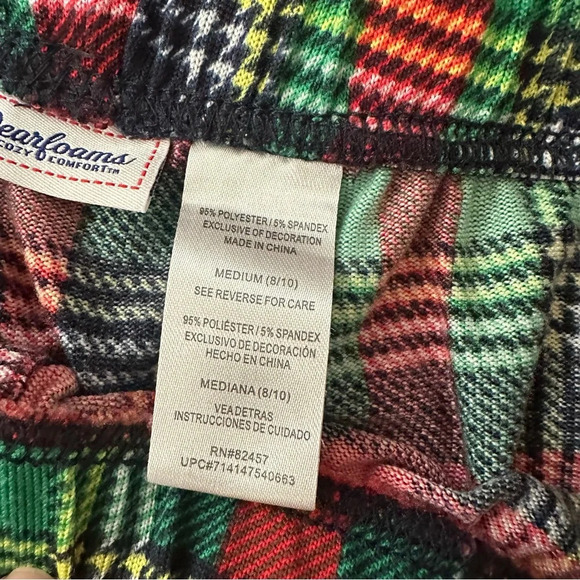 Dearfoams
COZY COMFORT™
95% POLYESTER / 5% SPANDEX
EXCLUSIVE OF DECORATION
MADE IN CHINA
MEDIUM (8/10)
SEE REVERSE FOR CARE
95% POLIÉSTER / 5% SPANDEX
EXCLUSIVO DE DECORACIÓN
HECHO EN CHINA
MEDIANA (8/10)
VEA DETRAS
INSTRUCCIONES DE CUIDADO
RN#82457
UPC#714147540663